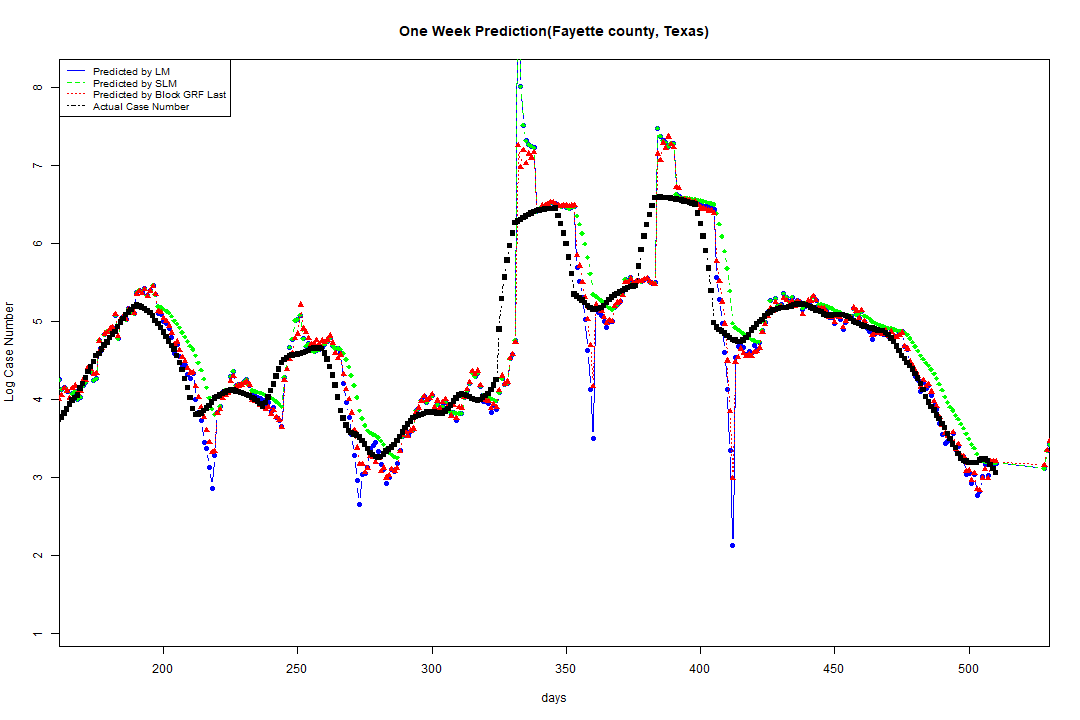 One Week Prediction(Fayette county, Texas)
Predicted by LM
Predicted by SLM
Predicted by Block GRF Last
Actual Case Number
8
7
6
5
4
3
2
1
Log Case Number
200 250 300 350 400 450 500
days